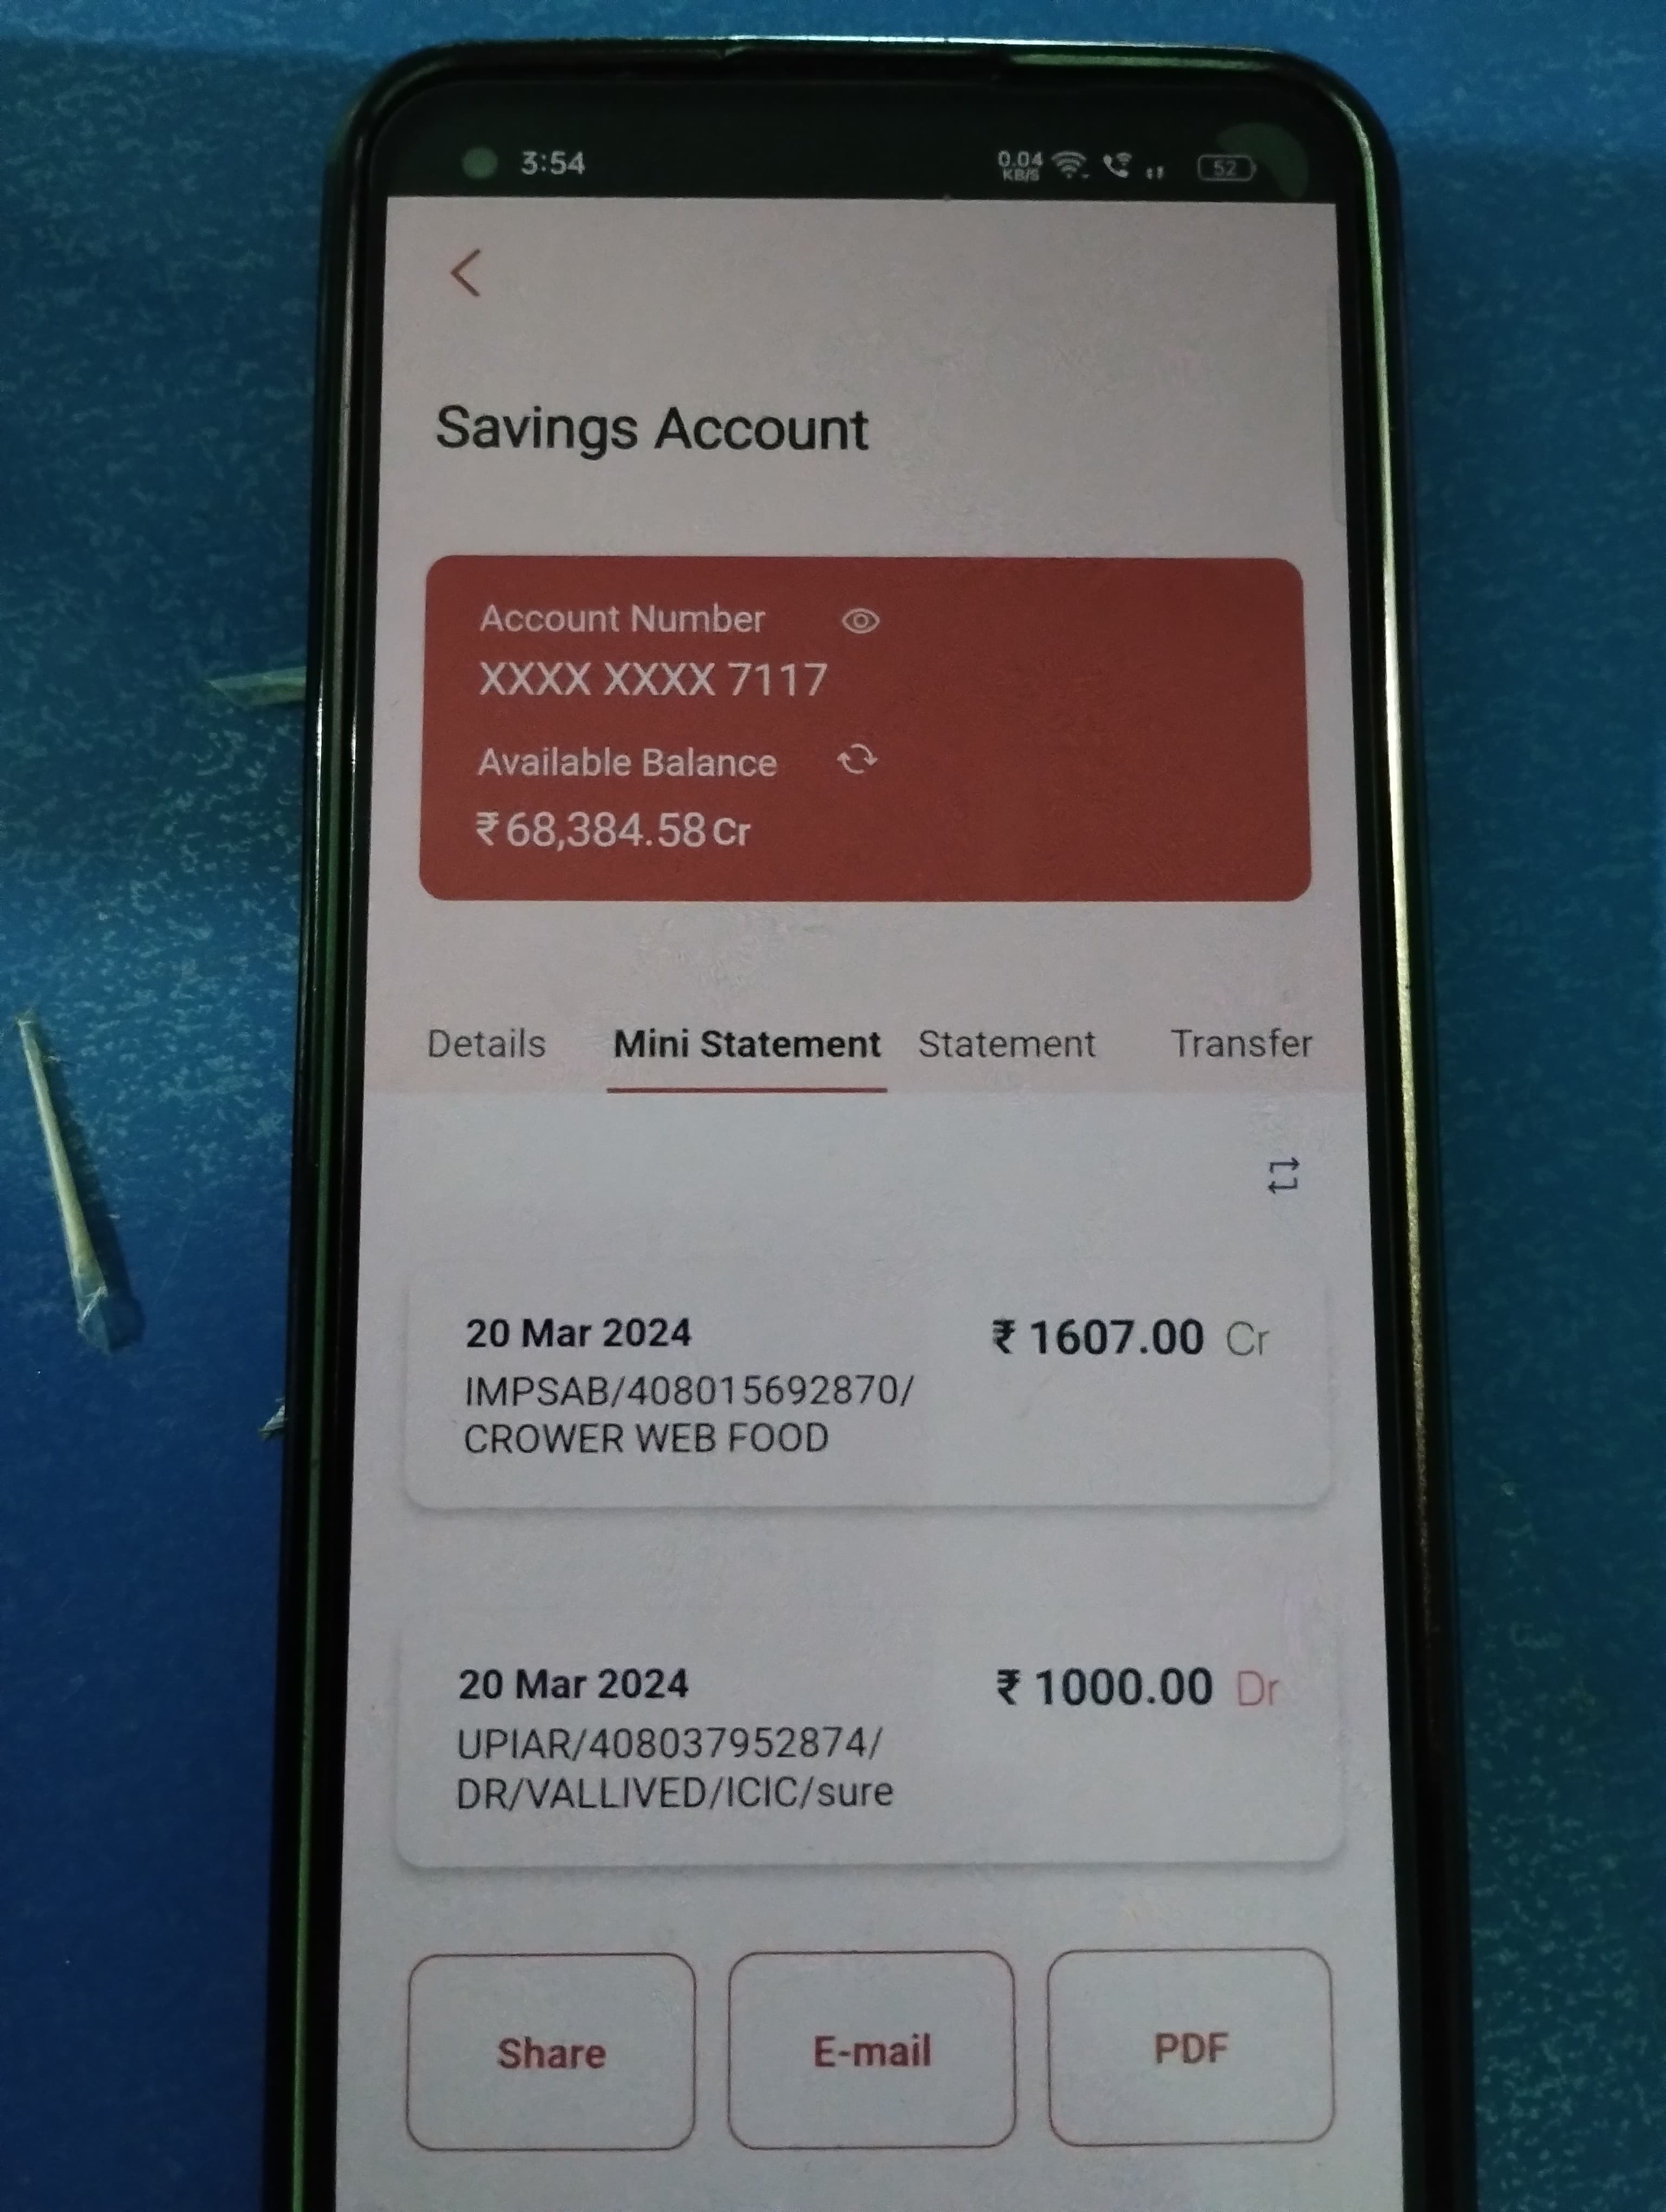 3:54
0.04
KB/S
52
Savings Account
Account Number
XXXX XXXX 7117
Available Balance
₹68,384.58 Cr
Details Mini Statement Statement Transfer
20 Mar 2024 ₹ 1607.00 Cr
IMPSAB/408015692870/
CROWER WEB FOOD
20 Mar 2024 ₹ 1000.00 Dr
UPIAR/408037952874/
DR/VALLIVED/ICIC/sure
Share E-mail PDF